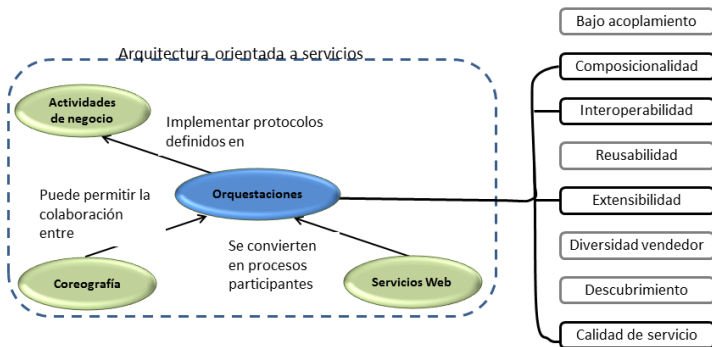 Arquitectura orientada a servicios
Actividades
de negocio
Implementar protocolos
definidos en
Orquestaciones
Puede permitir la
colaboración
entre
Se convierten
en procesos
participantes
Coreografía
Servicios Web
Bajo acoplamiento
Composicionalidad
Interoperabilidad
Reusabilidad
Extensibilidad
Diversidad vendedor
Descubrimiento
Calidad de servicio